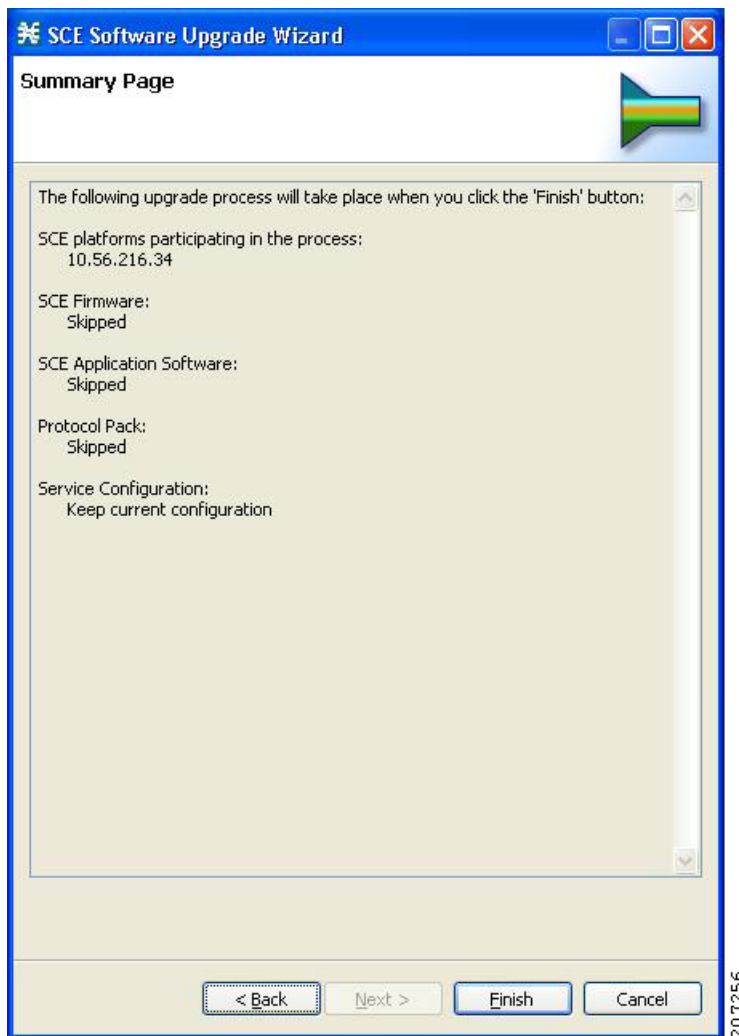 SCE Software Upgrade Wizard
Summary Page
The following upgrade process will take place when you click the 'Finish' button:
SCE platforms participating in the process:
10.56.216.34
SCE Firmware:
Skipped
SCE Application Software:
Skipped
Protocol Pack:
Skipped
Service Configuration:
Keep current configuration
< Back
Next >
Finish
Cancel
207256